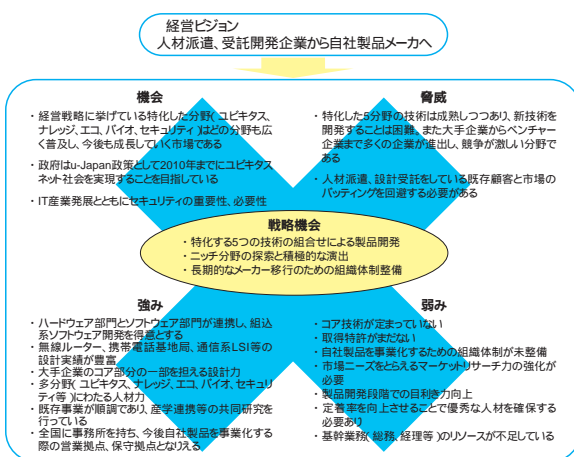 経営ビジョン
人材派遣、受託開発企業から自社製品メーカへ
機会
・経営戦略に挙げている特化した分野(ユビキタス、
ナレッジ、エコ、バイオ、セキュリティ)はどの分野も広
く普及し、今後も成長していく市場である
・政府はu-Japan政策として2010年までにユビキタス
ネット社会を実現することを目指している
・IT産業発展とともにセキュリティの重要性、必要性
脅威
・特化した5分野の技術は成熟しつつあり、新技術を
開発することは困難。また大手企業からベンチャー
企業まで多くの企業が進出し、競争が激しい分野で
ある
・人材派遣、設計受託をしている既存顧客と市場の
バッティングを回避する必要がある
戦略機会
・特化する5つの技術の組合せによる製品開発
・ニッチ分野の探索と積極的な演出
・長期的なメーカー移行のための組織体制整備
強み
・ハードウェア部門とソフトウェア部門が連携し、組込
系ソフトウェア開発を得意とする
・無線ルーター、携帯電話基地局、通信系LSI等の
設計実績が豊富
・大手企業のコア部分の一部を担える設計力
・多分野(ユビキタス、ナレッジ、エコ、バイオ、セキュリ
ティ等)にわたる人材力
・既存事業が順調であり、産学連携等の共同研究を
行っている
・全国に事務所を持ち、今後自社製品を事業化する
際の営業拠点、保守拠点となりえる
弱み
・コア技術が定まっていない
・取得特許がまだない
・自社製品を事業化するための組織体制が未整備
・市場ニーズをとらえるマーケットリサーチ力の強化が
必要
・製品開発段階での目利き力向上
・定着率を向上させることで優秀な人材を確保する
必要あり
・基幹業務(総務、経理等)のリソースが不足している